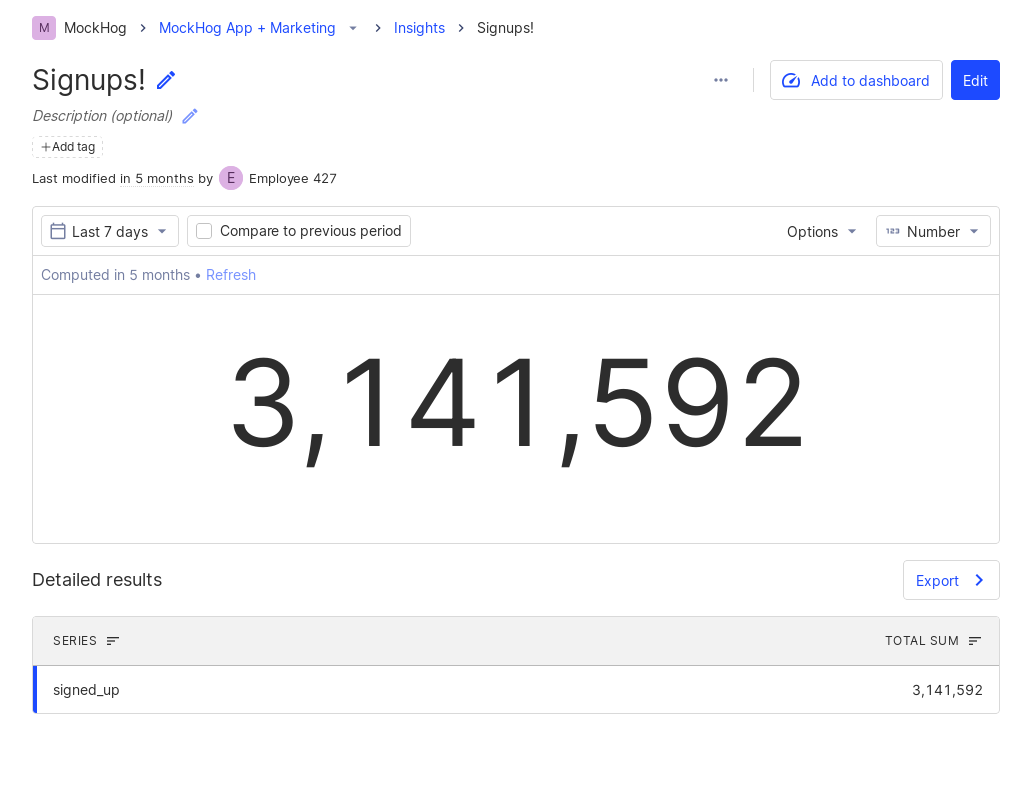 M MockHog MockHog App + Marketing Insights Signups!
Signups!
Add to dashboard
Edit
Description (optional)
Add tag
Last modified in 5 months by E Employee 427
Last 7 days Compare to previous period Options 123 Number
Computed in 5 months • Refresh
3,141,592
Detailed results
Export
SERIES TOTAL SUM
signed_up 3,141,592